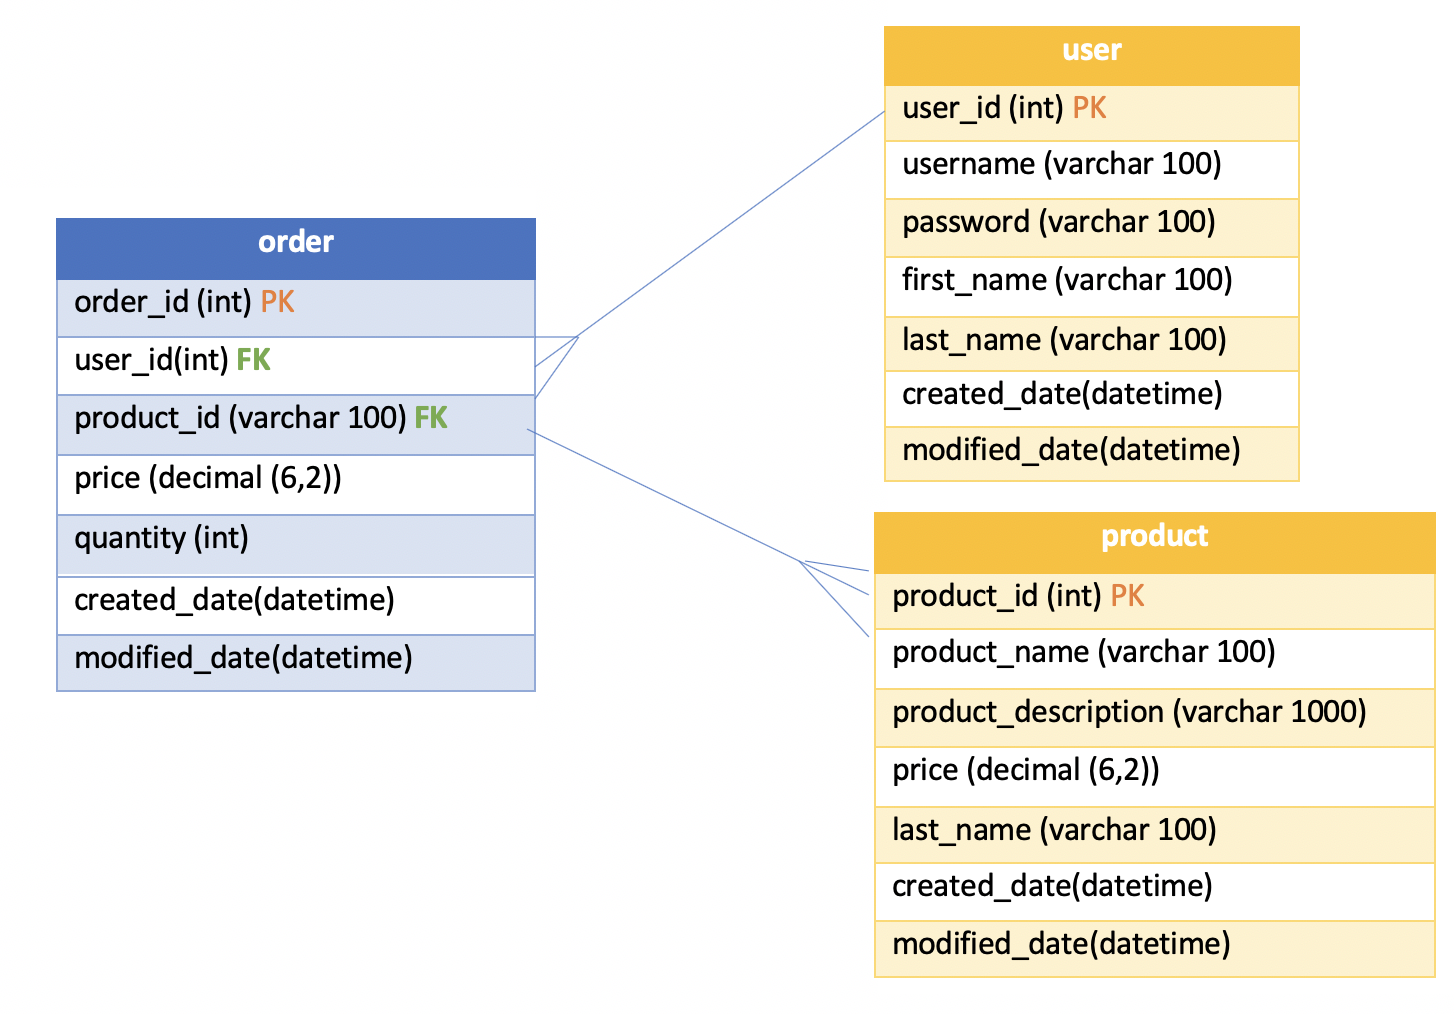 order
order_id (int) PK
user_id(int) FK
product_id (varchar 100) FK
price (decimal (6,2))
quantity (int)
created_date(datetime)
modified_date(datetime)
user
user_id (int) PK
username (varchar 100)
password (varchar 100)
first_name (varchar 100)
last_name (varchar 100)
created_date(datetime)
modified_date(datetime)
product
product_id (int) PK
product_name (varchar 100)
product_description (varchar 1000)
price (decimal (6,2))
last_name (varchar 100)
created_date(datetime)
modified_date(datetime)